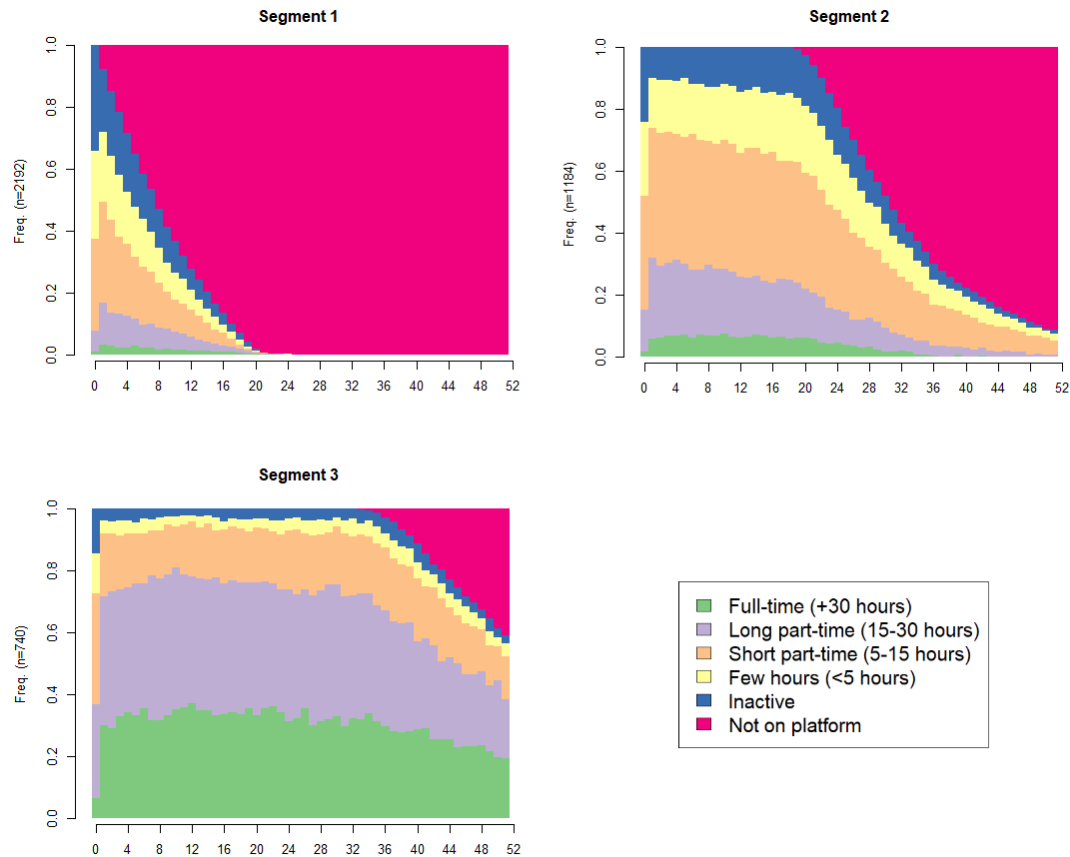 Segment 1
Freq. (n=2192)
0.0 0.2 0.4 0.6 0.8 1.0
0 4 8 12 16 20 24 28 32 36 40 44 48 52
Segment 2
Freq. (n=1184)
0.0 0.2 0.4 0.6 0.8 1.0
0 4 8 12 16 20 24 28 32 36 40 44 48 52
Segment 3
Freq. (n=740)
0.0 0.2 0.4 0.6 0.8 1.0
0 4 8 12 16 20 24 28 32 36 40 44 48 52
Full-time (+30 hours)
Long part-time (15-30 hours)
Short part-time (5-15 hours)
Few hours (<5 hours)
Inactive
Not on platform